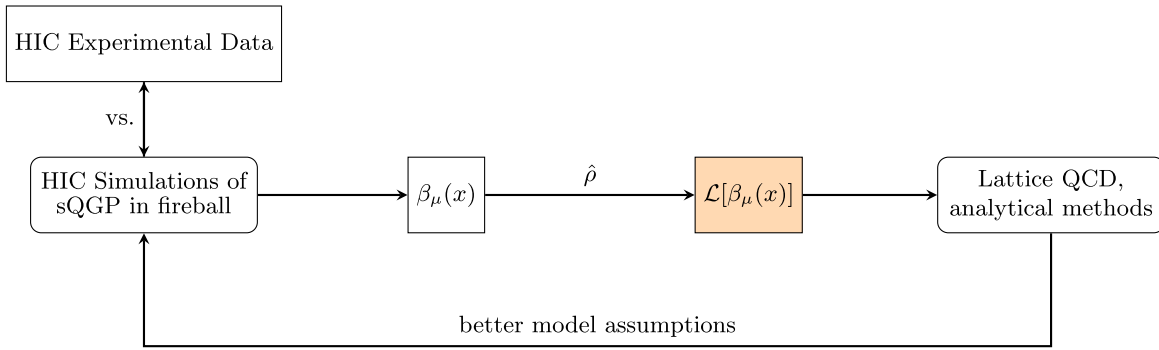 HIC Experimental Data
vs.
HIC Simulations of
sQGP in fireball
βμ(x)
ρ̂
ℒ[βμ(x)]
Lattice QCD,
analytical methods
better model assumptions